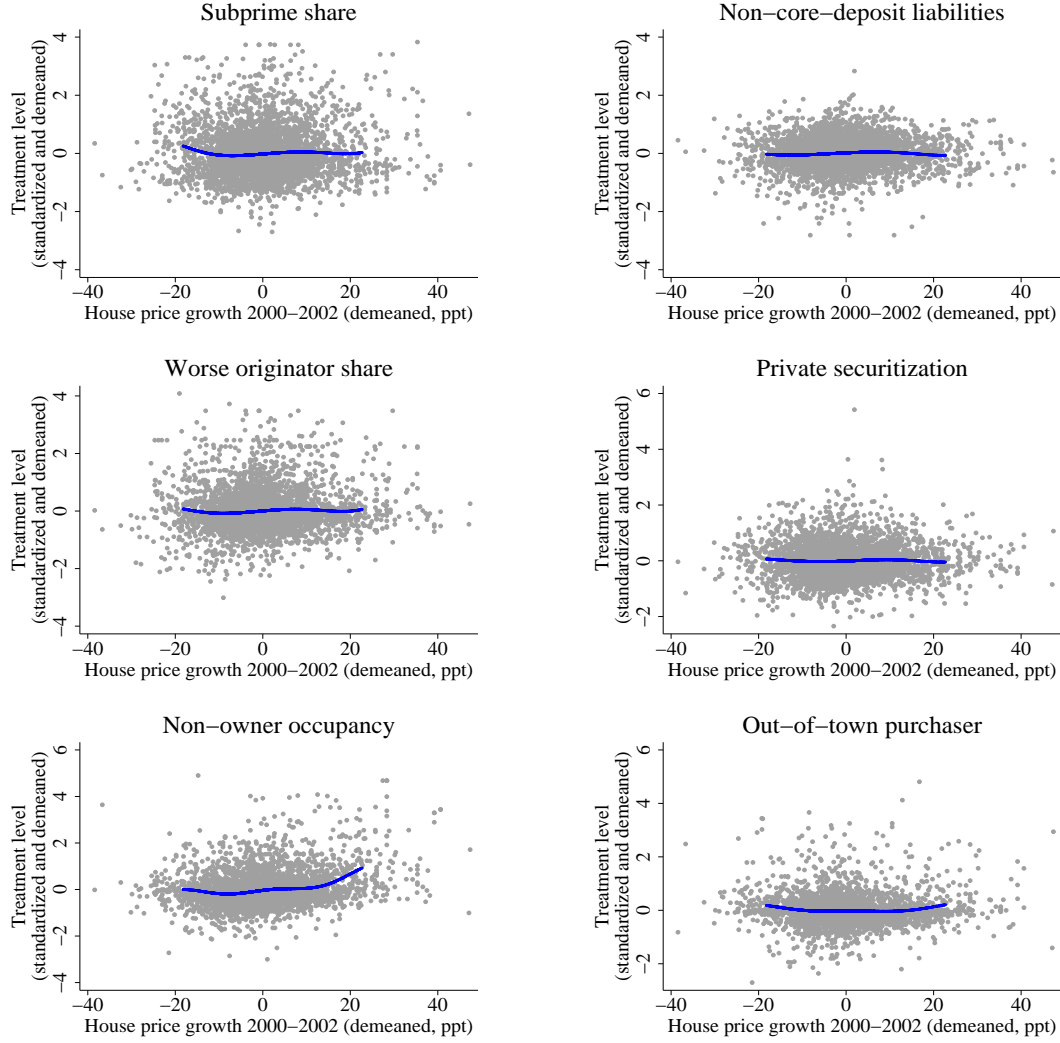 Subprime share
Treatment level
(standardized and demeaned)
4
2
0
−2
−4
−40 −20 0 20 40
House price growth 2000−2002 (demeaned, ppt)
Non−core−deposit liabilities
Treatment level
(standardized and demeaned)
4
2
0
−2
−4
−40 −20 0 20 40
House price growth 2000−2002 (demeaned, ppt)
Worse originator share
Treatment level
(standardized and demeaned)
4
2
0
−2
−4
−40 −20 0 20 40
House price growth 2000−2002 (demeaned, ppt)
Private securitization
Treatment level
(standardized and demeaned)
6
4
2
0
−2
−40 −20 0 20 40
House price growth 2000−2002 (demeaned, ppt)
Non−owner occupancy
Treatment level
(standardized and demeaned)
6
4
2
0
−2
−4
−40 −20 0 20 40
House price growth 2000−2002 (demeaned, ppt)
Out−of−town purchaser
Treatment level
(standardized and demeaned)
6
4
2
0
−2
−40 −20 0 20 40
House price growth 2000−2002 (demeaned, ppt)